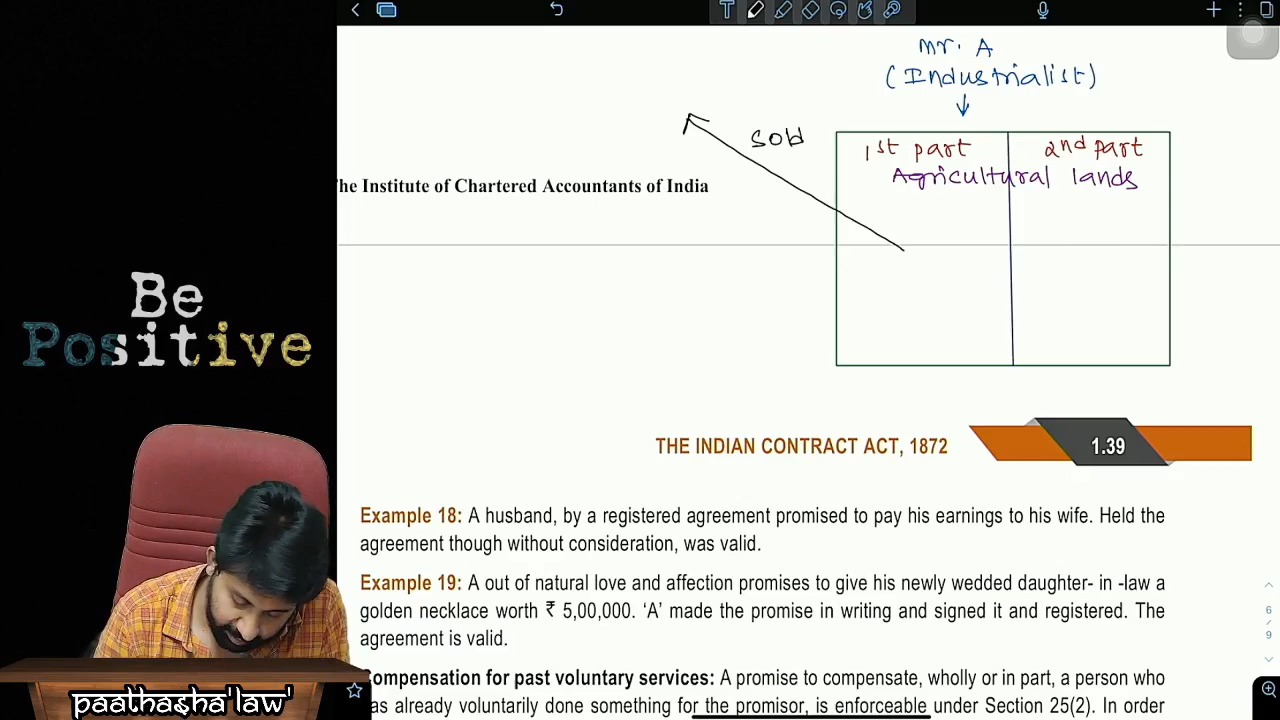 mr. A
(Industrialist)
sold
1st part
2nd part
Agricultural lands
The Institute of Chartered Accountants of India
Be
Positive
THE INDIAN CONTRACT ACT, 1872
1.39
Example 18: A husband, by a registered agreement promised to pay his earnings to his wife. Held the
agreement though without consideration, was valid.
Example 19: A out of natural love and affection promises to give his newly wedded daughter- in -law a
golden necklace worth ₹ 5,00,000. ‘A’ made the promise in writing and signed it and registered. The
agreement is valid.
Compensation for past voluntary services: A promise to compensate, wholly or in part, a person who
has already voluntarily done something for the promisor, is enforceable under Section 25(2). In order
6
/
9
paathasha'law'